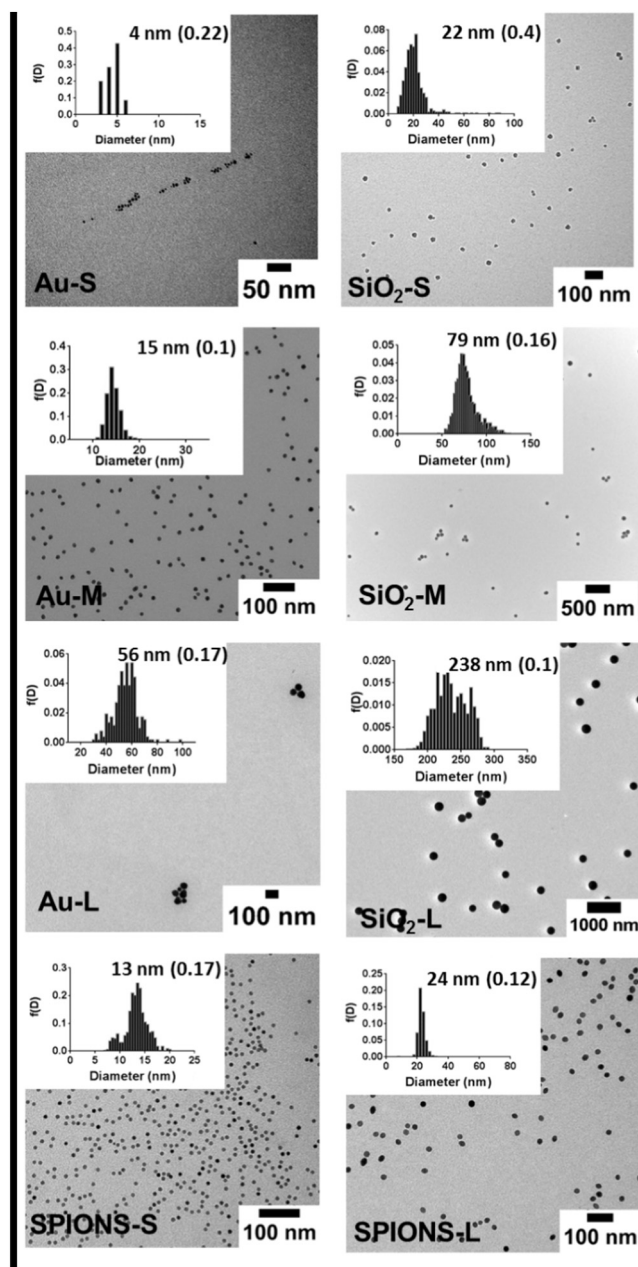 4 nm (0.22)
f(D)
0.5
0.4
0.3
0.2
0.1
0.0
0 5 10 15
Diameter (nm)
Au-S
50 nm
22 nm (0.4)
f(D)
0.08
0.06
0.04
0.02
0.00
0 20 40 60 80 100
Diameter (nm)
SiO2-S
100 nm
15 nm (0.1)
f(D)
0.4
0.3
0.2
0.1
0.0
10 20 30
Diameter (nm)
Au-M
100 nm
79 nm (0.16)
f(D)
0.05
0.04
0.03
0.02
0.01
0.00
0 50 100 150
Diameter (nm)
SiO2-M
500 nm
56 nm (0.17)
f(D)
0.06
0.04
0.02
0.00
20 40 60 80 100
Diameter (nm)
Au-L
100 nm
238 nm (0.1)
f(D)
0.020
0.015
0.010
0.005
0.000
150 200 250 300 350
Diameter (nm)
SiO2-L
1000 nm
13 nm (0.17)
f(D)
0.3
0.2
0.1
0.0
0 5 10 15 20 25
Diameter (nm)
SPIONS-S
100 nm
24 nm (0.12)
f(D)
0.25
0.20
0.15
0.10
0.05
0.00
0 20 40 60 80
Diameter (nm)
SPIONS-L
100 nm